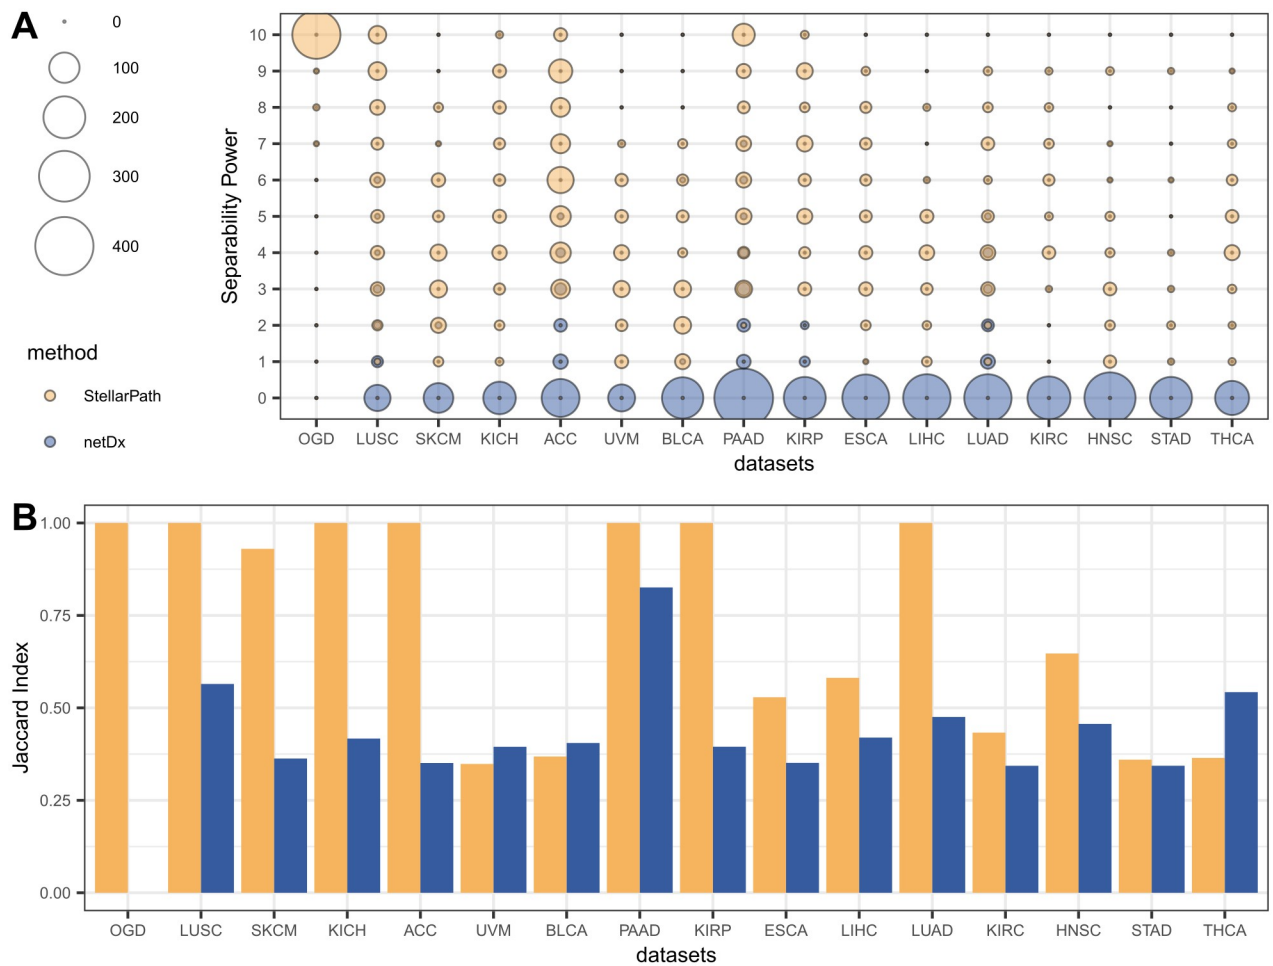 A
0
100
200
300
400
method
StellarPath
netDx
Separability Power
10
9
8
7
6
5
4
3
2
1
0
OGD LUSC SKCM KICH ACC UVM BLCA PAAD KIRP ESCA LIHC LUAD KIRC HNSC STAD THCA
datasets
B
Jaccard Index
1.00
0.75
0.50
0.25
0.00
OGD LUSC SKCM KICH ACC UVM BLCA PAAD KIRP ESCA LIHC LUAD KIRC HNSC STAD THCA
datasets